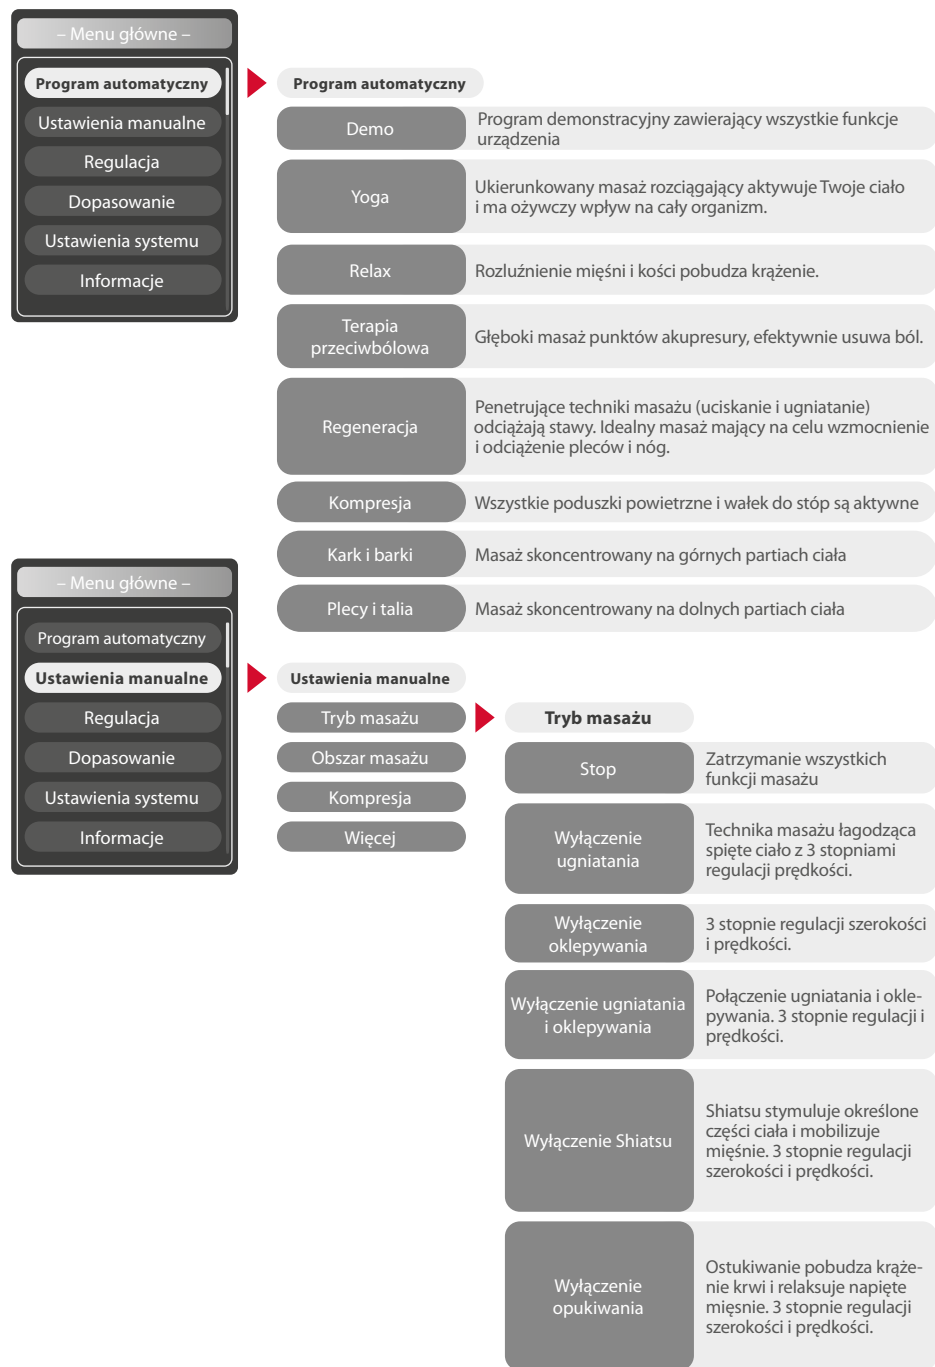 – Menu główne –
Program automatyczny
Ustawienia manualne
Regulacja
Dopasowanie
Ustawienia systemu
Informacje
Program automatyczny
Demo
Program demonstracyjny zawierający wszystkie funkcje
urządzenia
Yoga
Ukierunkowany masaż rozciągający aktywuje Twoje ciało
i ma ożywczy wpływ na cały organizm.
Relax
Rozluźnienie mięśni i kości pobudza krążenie.
Terapia
przeciwbólowa
Głęboki masaż punktów akupresury, efektywnie usuwa ból.
Regeneracja
Penetrujące techniki masażu (uciskanie i ugniatanie)
odciążają stawy. Idealny masaż mający na celu wzmocnienie
i odciążenie pleców i nóg.
Kompresja
Wszystkie poduszki powietrzne i wałek do stóp są aktywne
Kark i barki
Masaż skoncentrowany na górnych partiach ciała
Plecy i talia
Masaż skoncentrowany na dolnych partiach ciała
– Menu główne –
Program automatyczny
Ustawienia manualne
Regulacja
Dopasowanie
Ustawienia systemu
Informacje
Ustawienia manualne
Tryb masażu
Obszar masażu
Kompresja
Więcej
Tryb masażu
Stop
Zatrzymanie wszystkich
funkcji masażu
Wyłączenie
ugniatania
Technika masażu łagodząca
spięte ciało z 3 stopniami
regulacji prędkości.
Wyłączenie
oklepywania
3 stopnie regulacji szerokości
i prędkości.
Wyłączenie ugniatania
i oklepywania
Połączenie ugniatania i okle-
pywania. 3 stopnie regulacji i
prędkości.
Wyłączenie Shiatsu
Shiatsu stymuluje określone
części ciała i mobilizuje
mięśnie. 3 stopnie regulacji
szerokości i prędkości.
Wyłączenie
opukiwania
Ostukiwanie pobudza krąże-
nie krwi i relaksuje napięte
mięsnie. 3 stopnie regulacji
szerokości i prędkości.